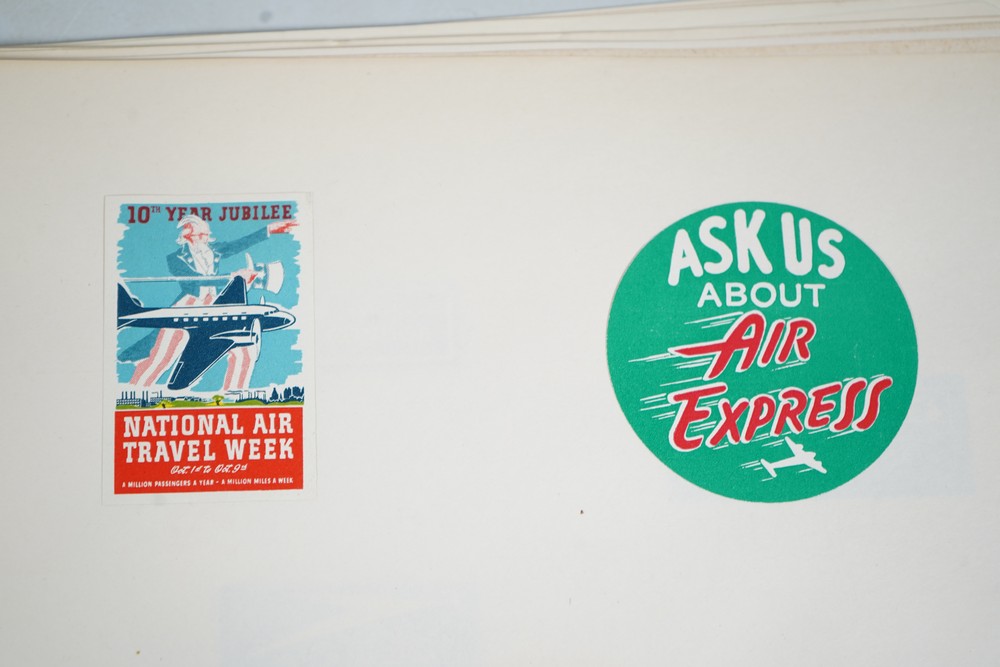 10TH YEAR JUBILEE
NATIONAL AIR
TRAVEL WEEK
Oct. 1st to Oct. 9th
A MILLION PASSENGERS A YEAR - A MILLION MILES A WEEK
ASK US
ABOUT
AIR
EXPRESS